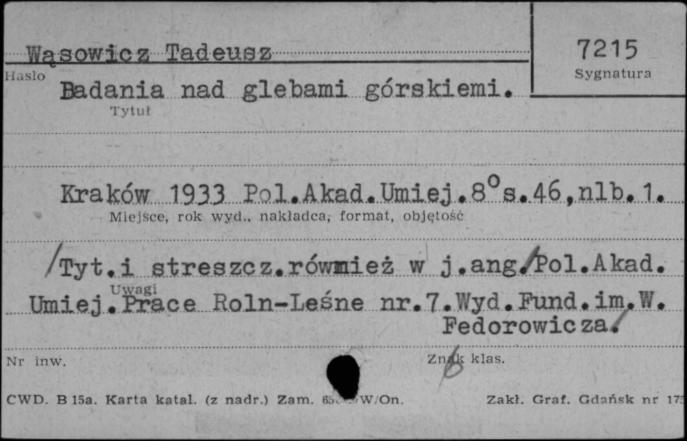 Wąsowicz Tadeusz
7215
Hasło
Sygnatura
Badania nad glebami górskiemi.
Tytuł
Kraków 1933 Pol.Akad.Umiej.8° s.46,nlb.1.
Miejsce, rok wyd., nakładca, format, objętość
/Tyt.i streszcz.również w j.ang./Pol.Akad.
Uwagi
Umiej.Prace Roln-Leśne nr.7.Wyd.Fund.im.W.
Fedorowicza/
Nr inw.
Znak klas.
CWD. B 15a. Karta katal. (z nadr.) Zam. W/On.
Zakł. Graf. Gdańsk nr